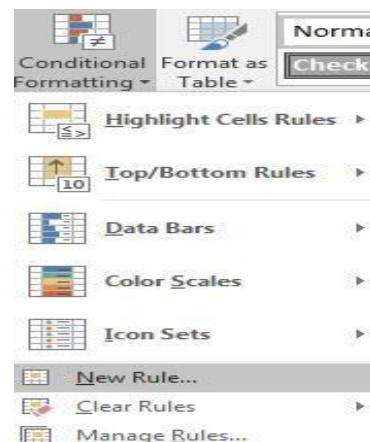 Conditional Format as
Formatting Table
Norma
Check
≠
Highlight Cells Rules
≤ >
Top/Bottom Rules
10
Data Bars
Color Scales
Icon Sets
New Rule...
Clear Rules
Manage Rules...